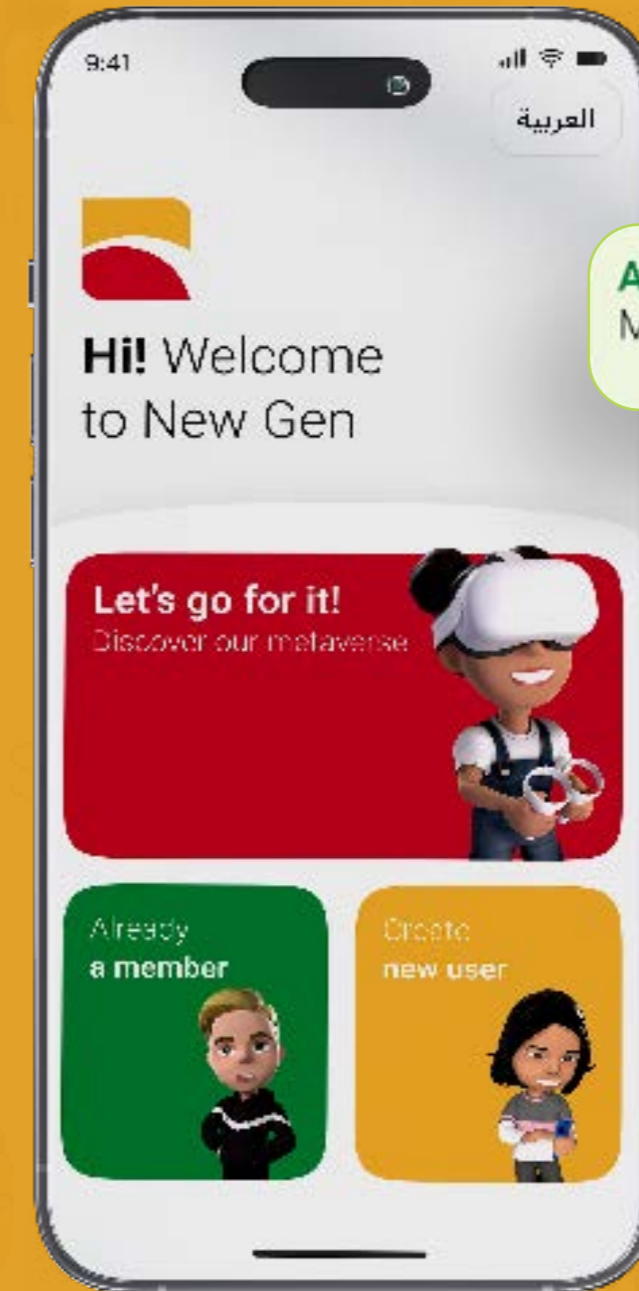 9:41
العربية
A
M
Hi! Welcome
to New Gen
Let's go for it!
Discover our metaverse
Already
a member
Create
new user